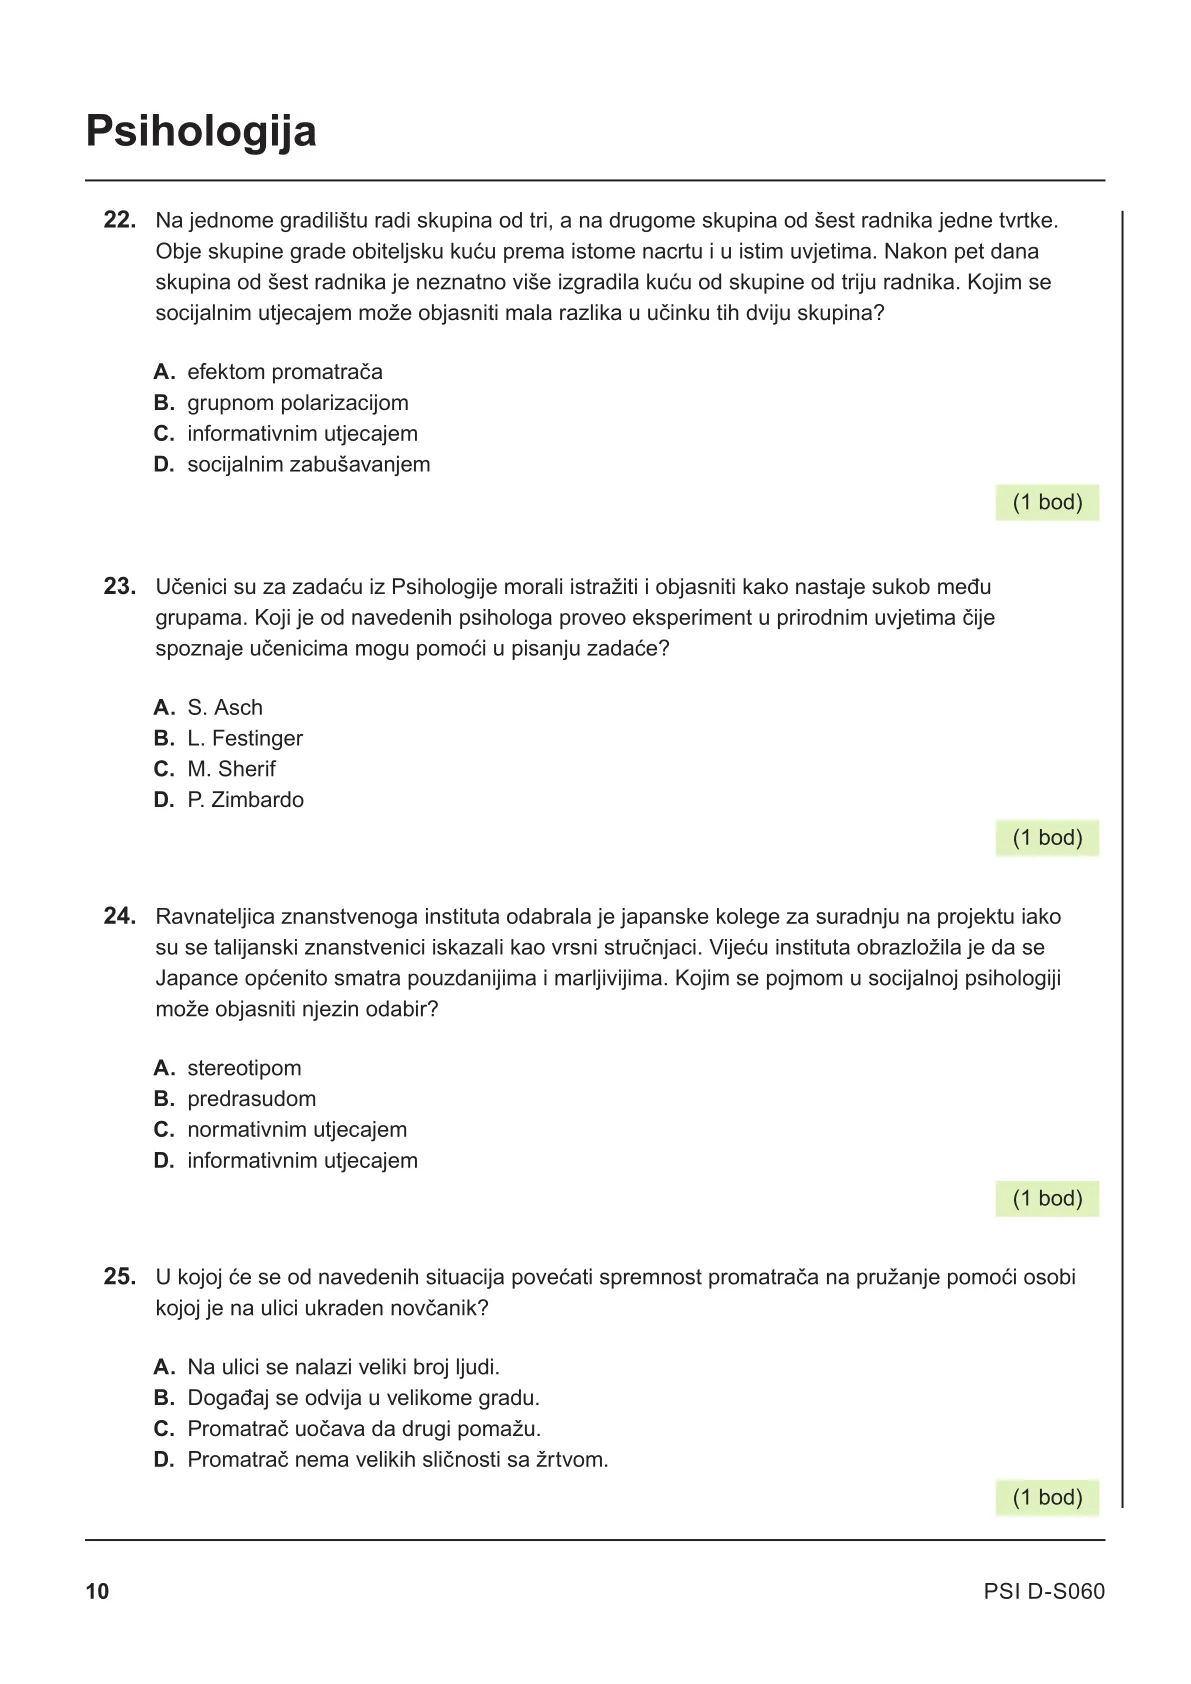 Psihologija
22. Na jednome gradilištu radi skupina od tri, a na drugome skupina od šest radnika jedne tvrtke.
Obje skupine grade obiteljsku kuću prema istome nacrtu i u istim uvjetima. Nakon pet dana
skupina od šest radnika je neznatno više izgradila kuću od skupine od triju radnika. Kojim se
socijalnim utjecajem može objasniti mala razlika u učinku tih dviju skupina?
A. efektom promatrača
B. grupnom polarizacijom
C. informativnim utjecajem
D. socijalnim zabušavanjem
(1 bod)
23. Učenici su za zadaću iz Psihologije morali istražiti i objasniti kako nastaje sukob među
grupama. Koji je od navedenih psihologa proveo eksperiment u prirodnim uvjetima čije
spoznaje učenicima mogu pomoći u pisanju zadaće?
A. S. Asch
B. L. Festinger
C. M. Sherif
D. P. Zimbardo
(1 bod)
24. Ravnateljica znanstvenoga instituta odabrala je japanske kolege za suradnju na projektu iako
su se talijanski znanstvenici iskazali kao vrsni stručnjaci. Vijeću instituta obrazložila je da se
Japance općenito smatra pouzdanijima i marljivijima. Kojim se pojmom u socijalnoj psihologiji
može objasniti njezin odabir?
A. stereotipom
B. predrasudom
C. normativnim utjecajem
D. informativnim utjecajem
(1 bod)
25. U kojoj će se od navedenih situacija povećati spremnost promatrača na pružanje pomoći osobi
kojoj je na ulici ukraden novčanik?
A. Na ulici se nalazi veliki broj ljudi.
B. Događaj se odvija u velikome gradu.
C. Promatrač uočava da drugi pomažu.
D. Promatrač nema velikih sličnosti sa žrtvom.
(1 bod)
10 PSI D-S060